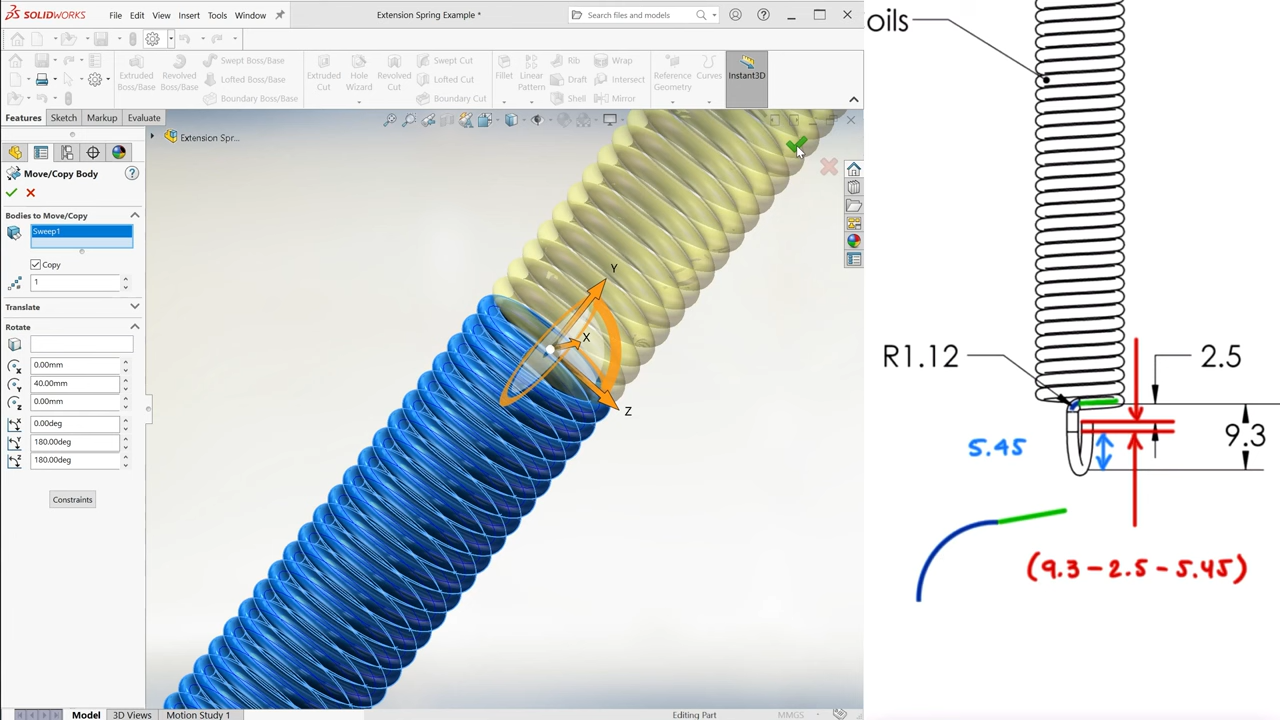 SOLIDWORKS File Edit View Insert Tools Window Extension Spring Example * Search files and models
Extruded Boss/Base
Revolved Boss/Base
Swept Boss/Base
Lofted Boss/Base
Boundary Boss/Base
Extruded Cut
Hole Wizard
Revolved Cut
Swept Cut
Lofted Cut
Boundary Cut
Fillet
Linear Pattern
Rib
Draft
Shell
Wrap
Intersect
Mirror
Reference Geometry
Curves
Instant3D
Features Sketch Markup Evaluate
Extension Spr...
Move/Copy Body
Bodies to Move/Copy
Sweep1
Copy
1
Translate
Rotate
0.00mm
40.00mm
0.00mm
0.00deg
180.00deg
180.00deg
Constraints
Y
X
Z
Model 3D Views Motion Study 1
Editing Part MMGS
oils
R1.12
2.5
9.3
5.45
(9.3-2.5-5.45)